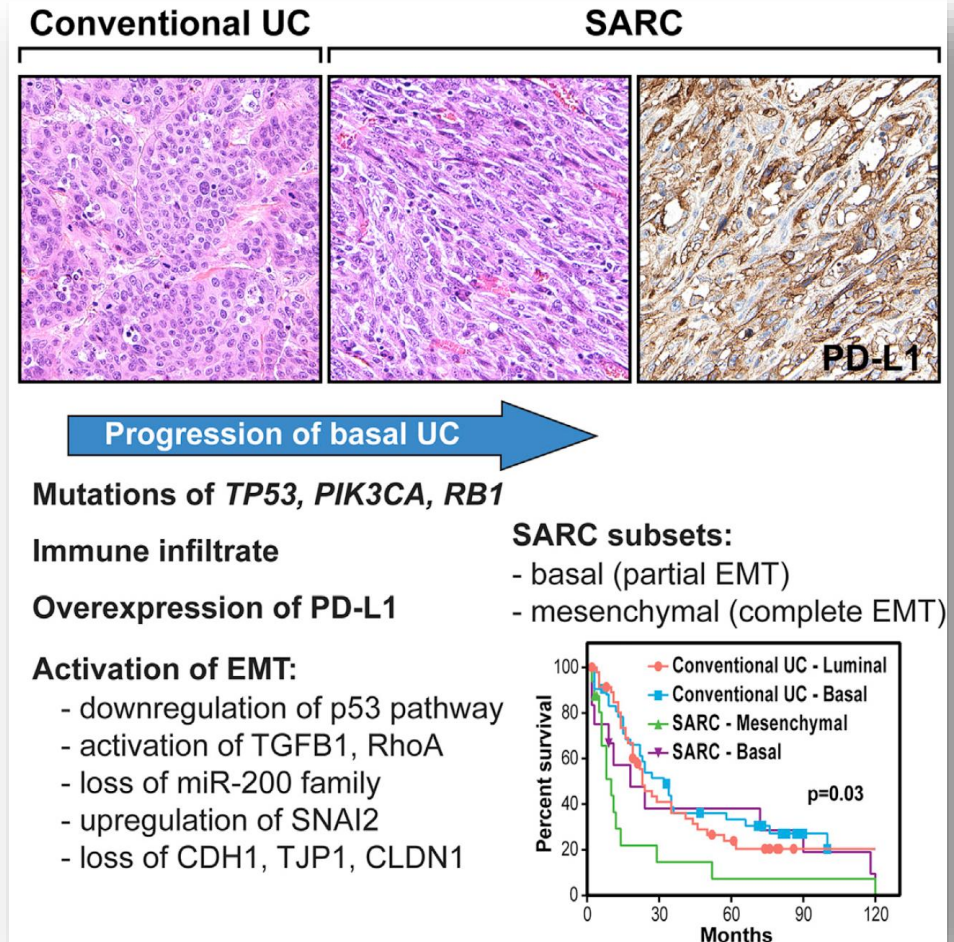 Conventional UC
SARC
PD-L1
Progression of basal UC
Mutations of TP53, PIK3CA, RB1
Immune infiltrate
Overexpression of PD-L1
Activation of EMT:
- downregulation of p53 pathway
- activation of TGFB1, RhoA
- loss of miR-200 family
- upregulation of SNAI2
- loss of CDH1, TJP1, CLDN1
SARC subsets:
- basal (partial EMT)
- mesenchymal (complete EMT)
Percent survival
100
80
60
40
20
0
Conventional UC - Luminal
Conventional UC - Basal
SARC - Mesenchymal
SARC - Basal
p=0.03
0 30 60 90 120
Months